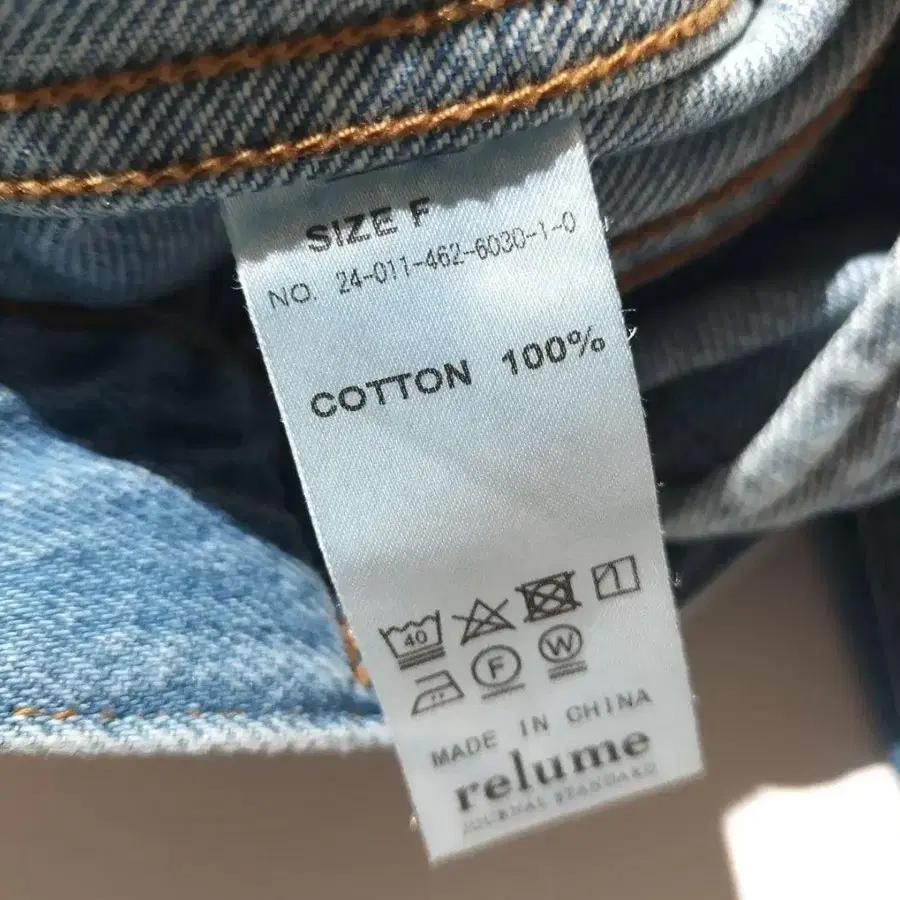 SIZE F
NO. 24-011-462-6030-1-0
COTTON 100%
40
F W
MADE IN CHINA
relume
JOURNAL STANDARD